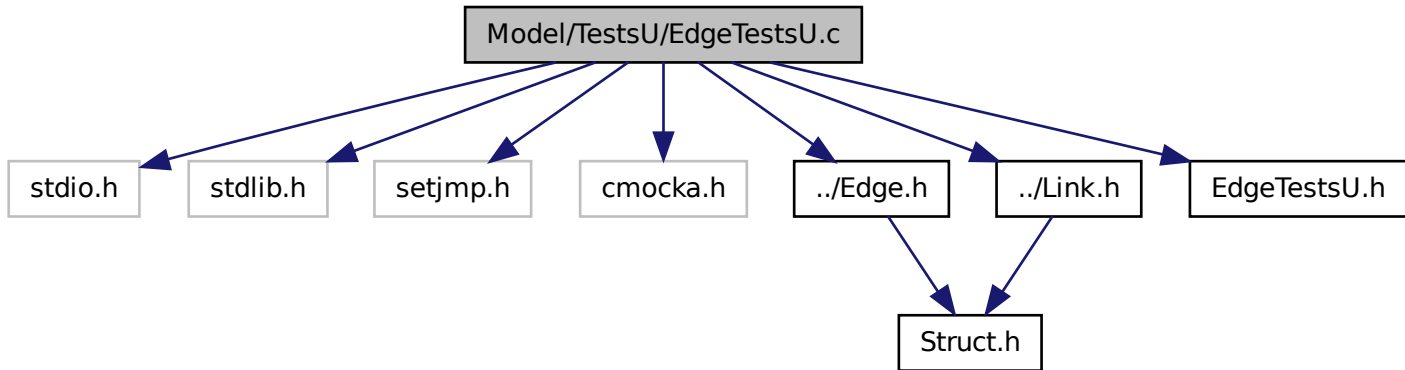 Model/TestsU/EdgeTestsU.c
stdio.h
stdlib.h
setjmp.h
cmocka.h
../Edge.h
../Link.h
EdgeTestsU.h
Struct.h